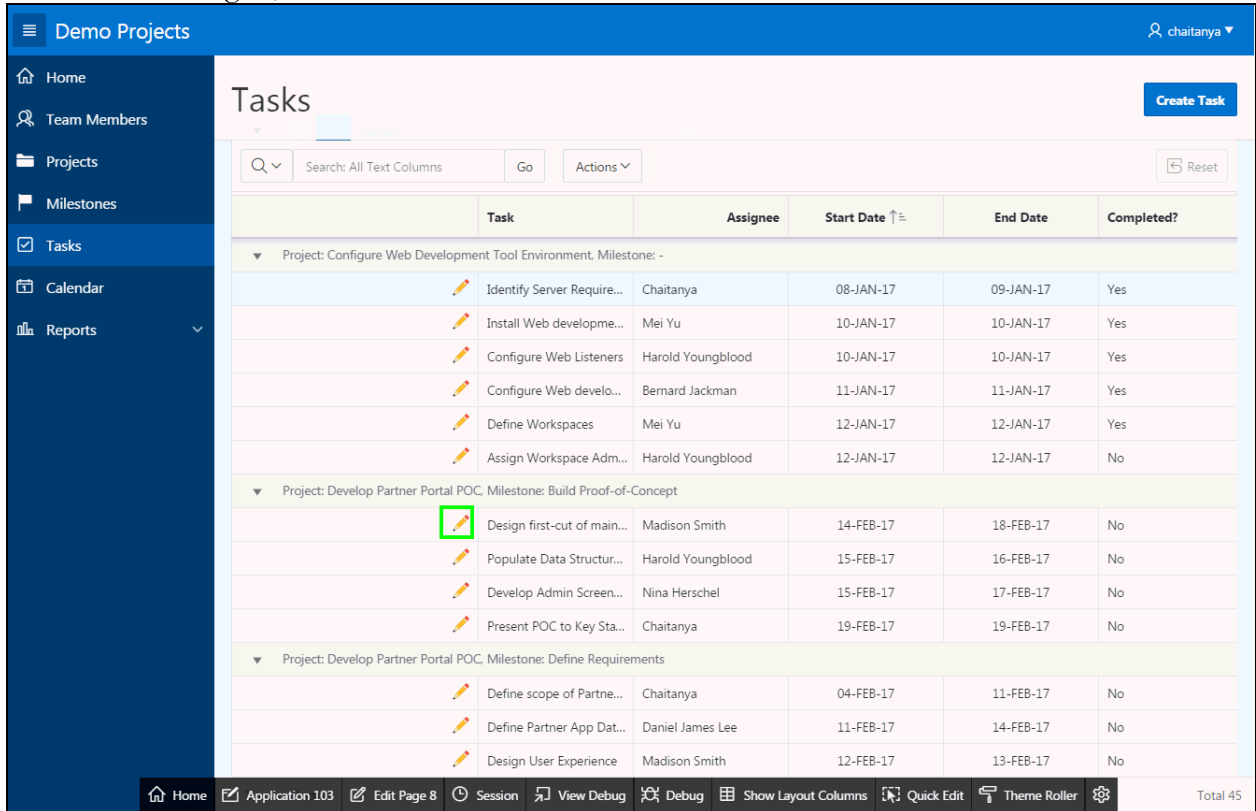 Demo Projects
chaitanya
Home
Team Members
Projects
Milestones
Tasks
Calendar
Reports
Tasks
Create Task
Search: All Text Columns
Go
Actions
Reset
Task Assignee Start Date End Date Completed?
Project: Configure Web Development Tool Environment, Milestone: -
Identify Server Require... Chaitanya 08-JAN-17 09-JAN-17 Yes
Install Web developme... Mei Yu 10-JAN-17 10-JAN-17 Yes
Configure Web Listeners Harold Youngblood 10-JAN-17 10-JAN-17 Yes
Configure Web develo... Bernard Jackman 11-JAN-17 11-JAN-17 Yes
Define Workspaces Mei Yu 12-JAN-17 12-JAN-17 Yes
Assign Workspace Adm... Harold Youngblood 12-JAN-17 12-JAN-17 No
Project: Develop Partner Portal POC, Milestone: Build Proof-of-Concept
Design first-cut of main... Madison Smith 14-FEB-17 18-FEB-17 No
Populate Data Structur... Harold Youngblood 15-FEB-17 16-FEB-17 No
Develop Admin Screen... Nina Herschel 15-FEB-17 17-FEB-17 No
Present POC to Key Sta... Chaitanya 19-FEB-17 19-FEB-17 No
Project: Develop Partner Portal POC, Milestone: Define Requirements
Define scope of Partne... Chaitanya 04-FEB-17 11-FEB-17 No
Define Partner App Dat... Daniel James Lee 11-FEB-17 14-FEB-17 No
Design User Experience Madison Smith 12-FEB-17 13-FEB-17 No
Home Application 103 Edit Page 8 Session View Debug Debug Show Layout Columns Quick Edit Theme Roller Total 45